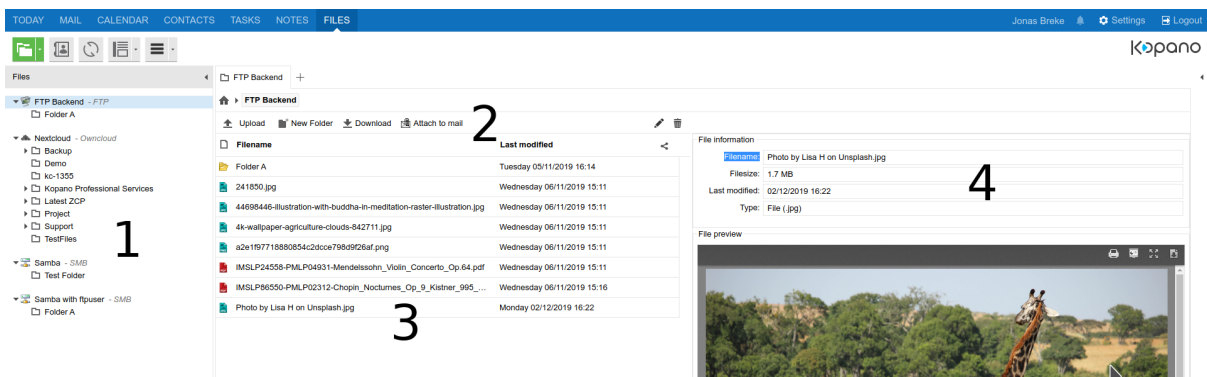 TODAY MAIL CALENDAR CONTACTS TASKS NOTES FILES Jonas Breke Settings Logout
kopano
Files
FTP Backend - FTP
Folder A
Nextcloud - Owncloud
Backup
Demo
kc-1355
Kopano Professional Services
Latest ZCP
Project
Support
TestFiles
Samba - SMB
Test Folder
Samba with ftpuser - SMB
Folder A
1
FTP Backend
FTP Backend
Upload New Folder Download Attach to mail
2
Filename Last modified
Folder A Tuesday 05/11/2019 16:14
241850.jpg Wednesday 06/11/2019 15:11
44698446-illustration-with-buddha-in-meditation-raster-illustration.jpg Wednesday 06/11/2019 15:11
4k-wallpaper-agriculture-clouds-842711.jpg Wednesday 06/11/2019 15:11
a2e1f97718880854c2dcce798d9f26af.png Wednesday 06/11/2019 15:11
IMSLP24558-PMLP04931-Mendelssohn_Violin_Concerto_Op.64.pdf Wednesday 06/11/2019 15:11
IMSLP86550-PMLP02312-Chopin_Nocturnes_Op_9_Kistner_995_... Wednesday 06/11/2019 15:16
Photo by Lisa H on Unsplash.jpg Monday 02/12/2019 16:22
3
File information
Filename: Photo by Lisa H on Unsplash.jpg
Filesize: 1.7 MB
Last modified: 02/12/2019 16:22
Type: File (.jpg)
4
File preview